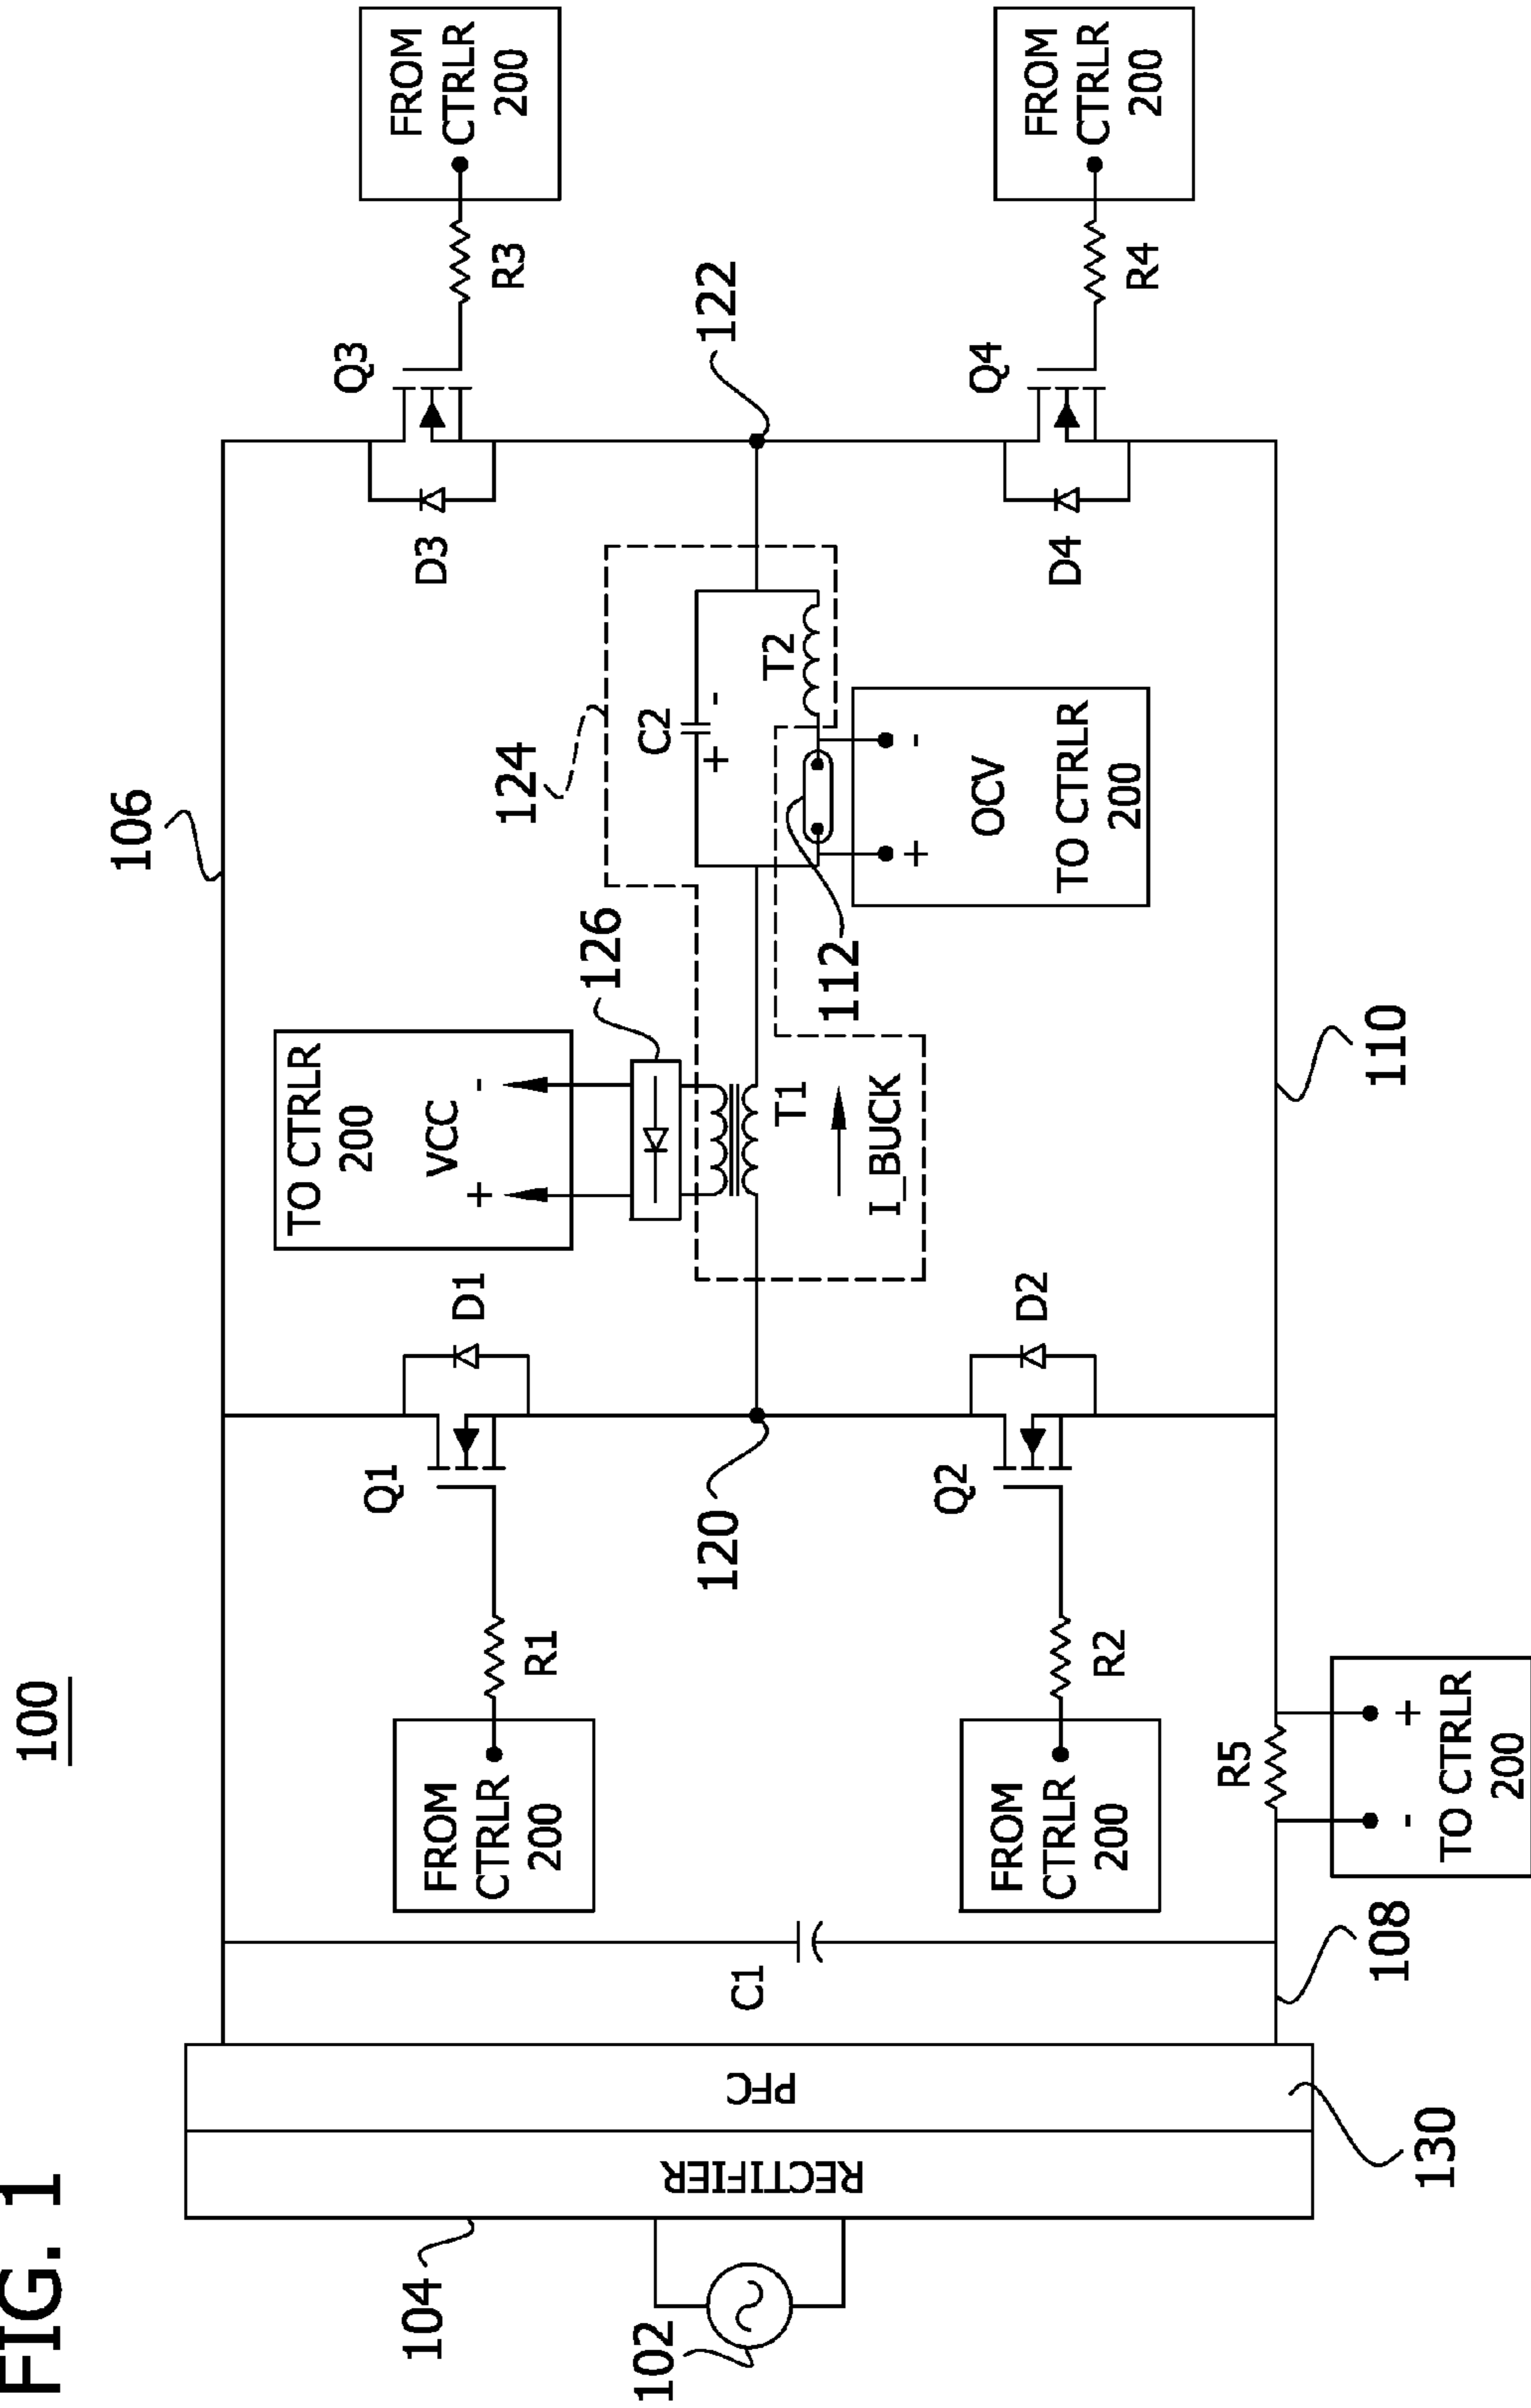 FIG. 1
100
102
104
RECTIFIER
PFC
130
106
108
110
C1
FROM
CTRLR
200
R1
Q1
D1
FROM
CTRLR
200
R2
Q2
D2
R5
- +
TO CTRLR
200
120
TO CTRLR
200
VCC
+ -
126
T1
I_BUCK
124
C2
+ -
T2
112
+ -
OCV
TO CTRLR
200
122
D3
Q3
R3
FROM
CTRLR
200
D4
Q4
R4
FROM
CTRLR
200